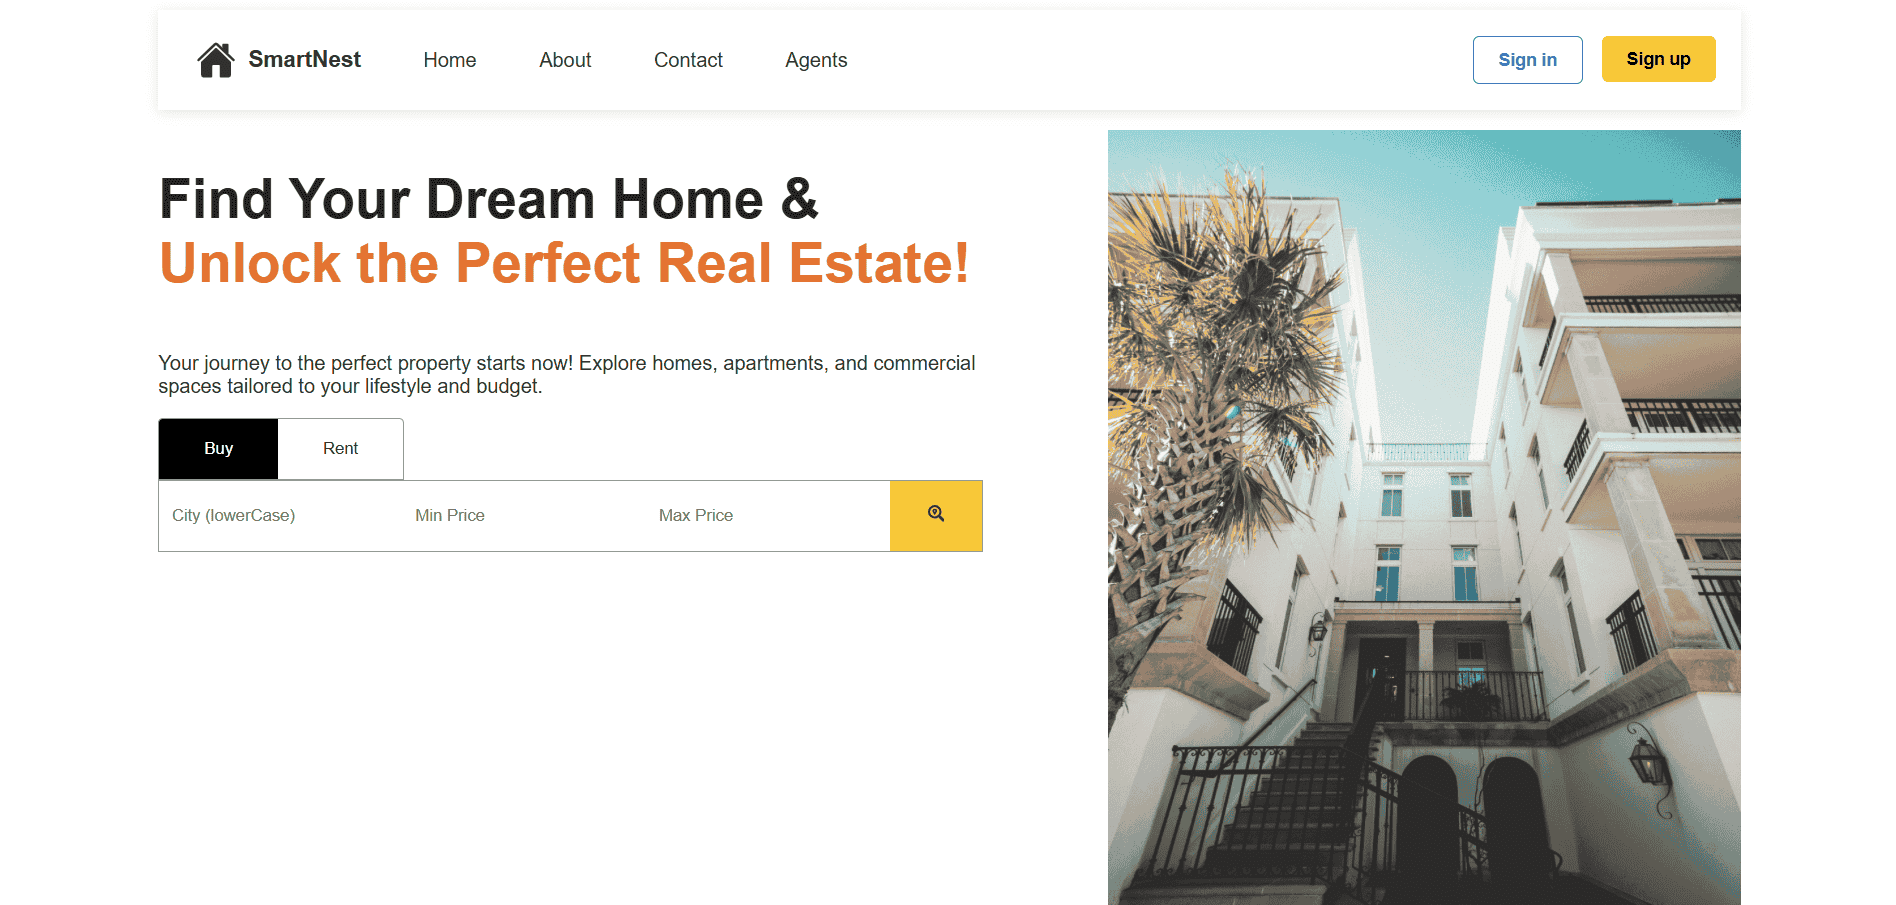 SmartNest Home About Contact Agents Sign in Sign up
Find Your Dream Home &
Unlock the Perfect Real Estate!
Your journey to the perfect property starts now! Explore homes, apartments, and commercial
spaces tailored to your lifestyle and budget.
Buy Rent
City (lowerCase) Min Price Max Price